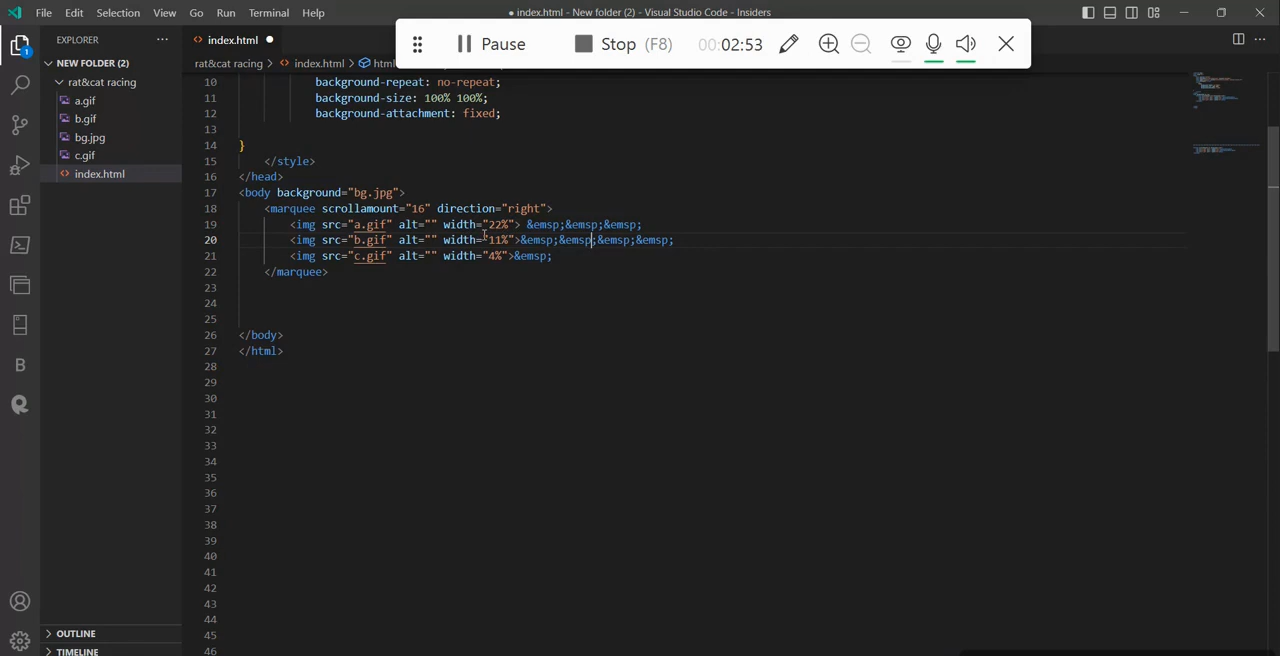 File Edit Selection View Go Run Terminal Help
● index.html - New folder (2) - Visual Studio Code - Insiders
Pause Stop (F8) 00:02:53
EXPLORER ...
1
NEW FOLDER (2)
rat&cat racing
a.gif
b.gif
bg.jpg
c.gif
index.html
OUTLINE
TIMELINE
index.html ●
rat&cat racing > index.html > html
10 background-repeat: no-repeat;
11 background-size: 100% 100%;
12 background-attachment: fixed;
13
14 }
15 </style>
16 </head>
17 <body background="bg.jpg">
18 <marquee scrollamount="16" direction="right">
19 <img src="a.gif" alt="" width="22%"> &emsp;&emsp;&emsp;
20 <img src="b.gif" alt="" width="11%">&emsp;&emsp;&emsp;&emsp;
21 <img src="c.gif" alt="" width="4%">&emsp;
22 </marquee>
23
24
25
26 </body>
27 </html>
28
29
30
31
32
33
34
35
36
37
38
39
40
41
42
43
44
45
46